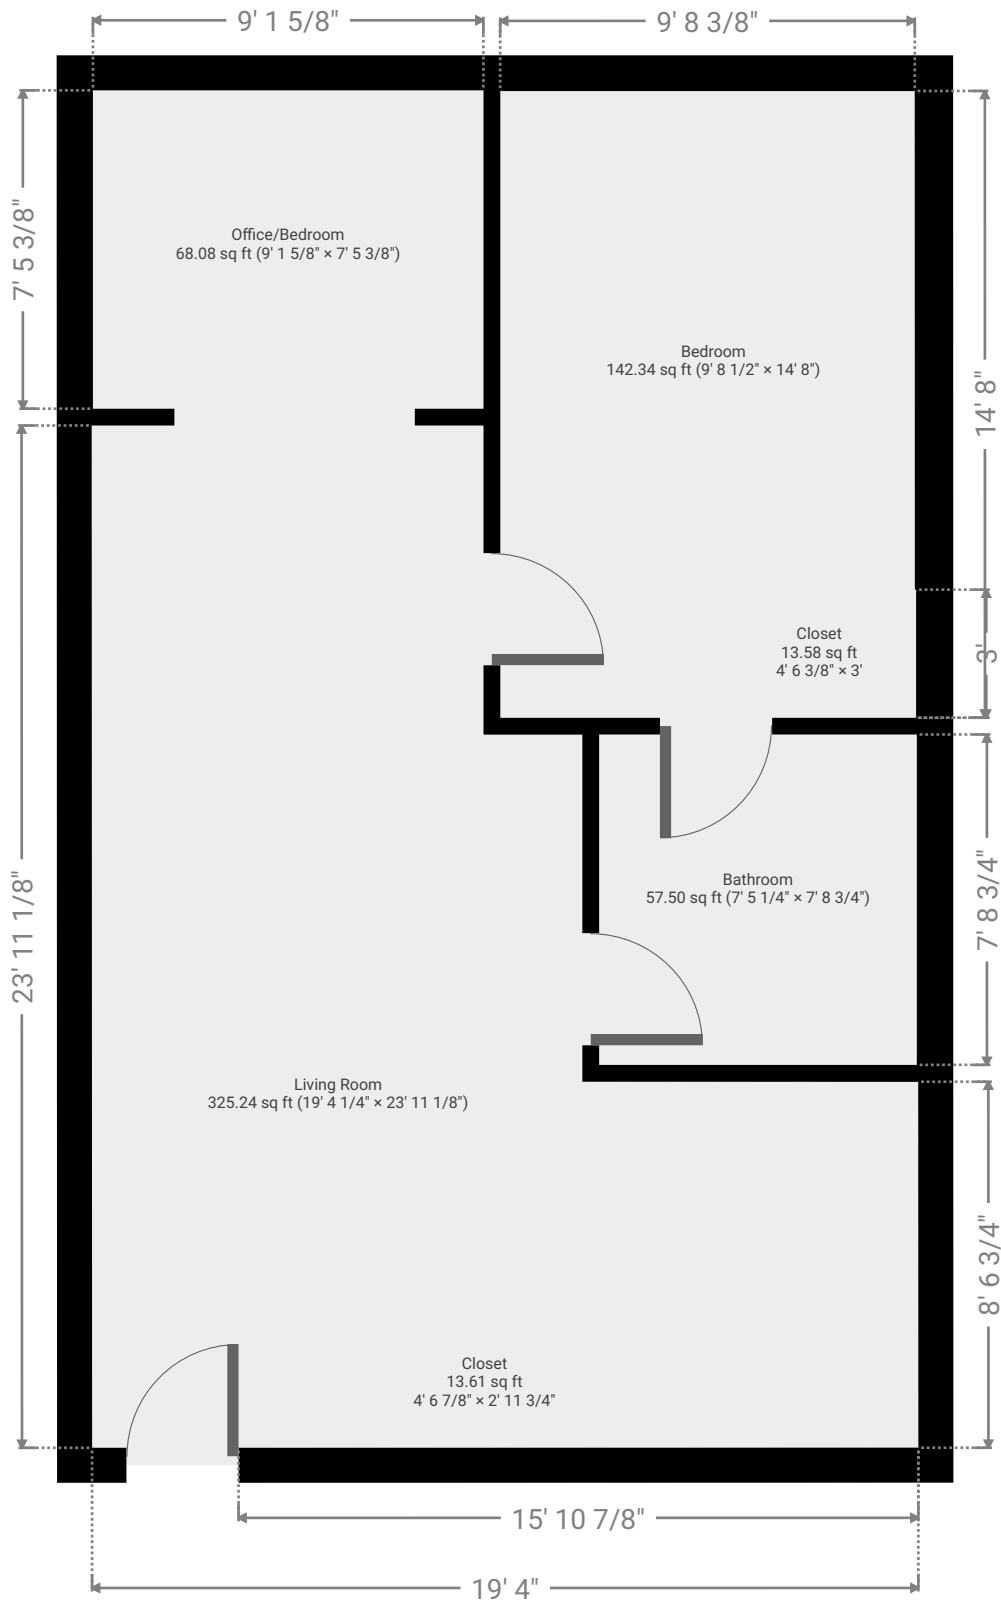 9' 1 5/8"
9' 8 3/8"
7' 5 3/8"
Office/Bedroom
68.08 sq ft (9' 1 5/8" × 7' 5 3/8")
Bedroom
142.34 sq ft (9' 8 1/2" × 14' 8")
14' 8"
Closet
13.58 sq ft
4' 6 3/8" × 3'
3'
Bathroom
57.50 sq ft (7' 5 1/4" × 7' 8 3/4")
7' 8 3/4"
23' 11 1/8"
Living Room
325.24 sq ft (19' 4 1/4" × 23' 11 1/8")
8' 6 3/4"
Closet
13.61 sq ft
4' 6 7/8" × 2' 11 3/4"
15' 10 7/8"
19' 4"